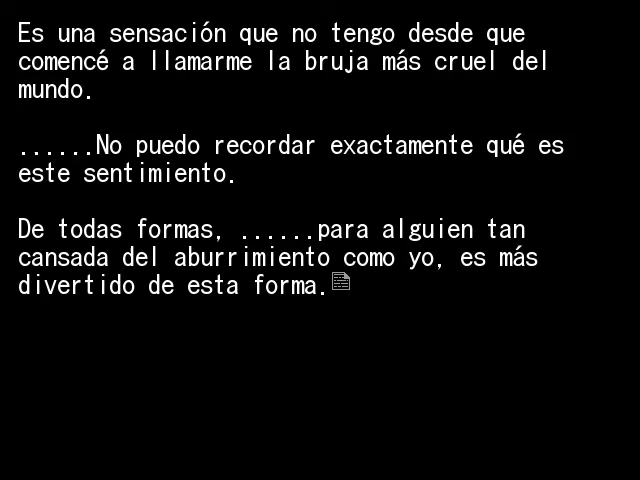 Es una sensación que no tengo desde que
comencé a llamarme la bruja más cruel del
mundo.
......No puedo recordar exactamente qué es
este sentimiento.
De todas formas, ......para alguien tan
cansada del aburrimiento como yo, es más
divertido de esta forma.